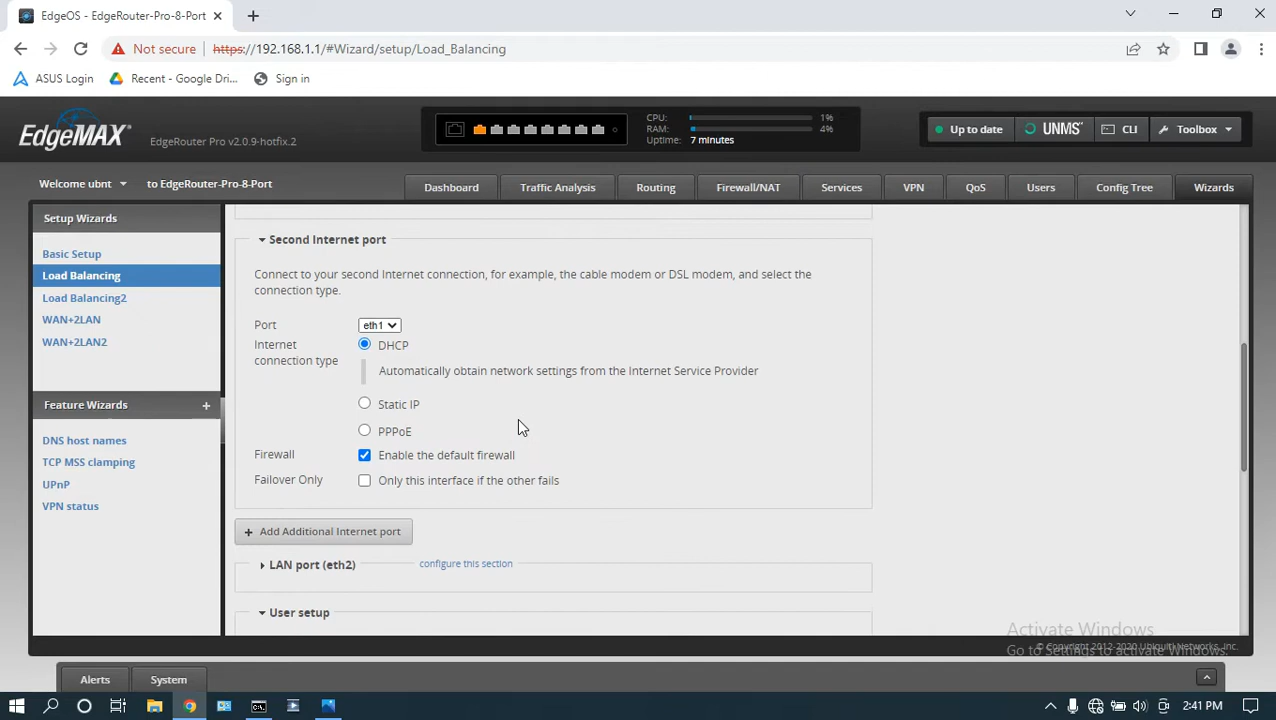 EdgeOS - EdgeRouter-Pro-8-Port
Not secure https://192.168.1.1/#Wizard/setup/Load_Balancing
ASUS Login Recent - Google Dri... Sign in
EdgeMAX EdgeRouter Pro v2.0.9-hotfix.2
CPU: 1%
RAM: 4%
Uptime: 7 minutes
Up to date UNMS CLI Toolbox
Welcome ubnt to EdgeRouter-Pro-8-Port
Dashboard Traffic Analysis Routing Firewall/NAT Services VPN QoS Users Config Tree Wizards
Setup Wizards
Basic Setup
Load Balancing
Load Balancing2
WAN+2LAN
WAN+2LAN2
Feature Wizards +
DNS host names
TCP MSS clamping
UPnP
VPN status
Second Internet port
Connect to your second Internet connection, for example, the cable modem or DSL modem, and select the
connection type.
Port eth1
Internet
connection type
DHCP
Automatically obtain network settings from the Internet Service Provider
Static IP
PPPoE
Firewall Enable the default firewall
Failover Only Only this interface if the other fails
+ Add Additional Internet port
LAN port (eth2) configure this section
User setup
Activate Windows
Go to Settings to activate Windows.
© Copyright 2012-2020 Ubiquiti Networks, Inc.
Alerts System
2:41 PM